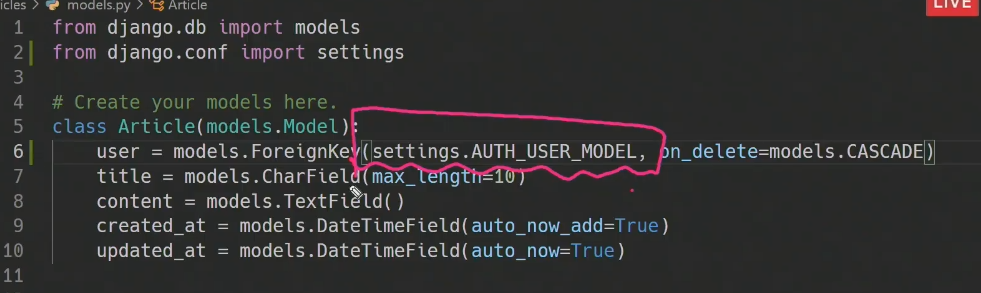 icles > models.py > Article
LIVE
1 from django.db import models
2 from django.conf import settings
3
4 # Create your models here.
5 class Article(models.Model):
6     user = models.ForeignKey(settings.AUTH_USER_MODEL, on_delete=models.CASCADE)
7     title = models.CharField(max_length=10)
8     content = models.TextField()
9     created_at = models.DateTimeField(auto_now_add=True)
10     updated_at = models.DateTimeField(auto_now=True)
11